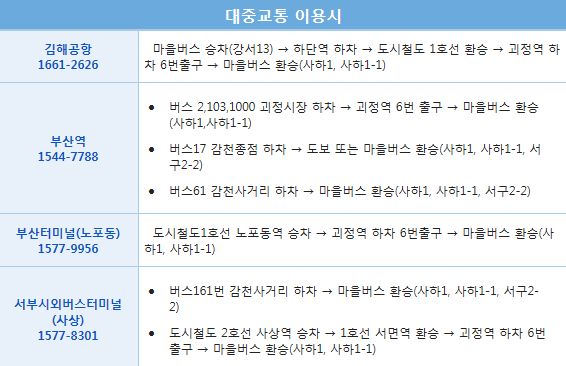 대중교통 이용시
김해공항
1661-2626
마을버스 승차(강서13) → 하단역 하차 → 도시철도 1호선 환승 → 괴정역 하
차 6번출구 → 마을버스 환승(사하1, 사하1-1)
부산역
1544-7788
● 버스 2,103,1000 괴정시장 하차 → 괴정역 6번 출구 → 마을버스 환승
(사하1,사하1-1)
● 버스17 감천종점 하차 → 도보 또는 마을버스 환승(사하1, 사하1-1, 서
구2-2)
● 버스61 감천사거리 하차 → 마을버스 환승(사하1, 사하1-1, 서구2-2)
부산터미널(노포동)
1577-9956
도시철도1호선 노포동역 승차 → 괴정역 하차 6번출구 → 마을버스 환승(사
하1, 사하1-1)
서부시외버스터미널
(사상)
1577-8301
● 버스161번 감천사거리 하차 → 마을버스 환승(사하1, 사하1-1, 서구2-
2)
● 도시철도 2호선 사상역 승차 → 1호선 서면역 환승 → 괴정역 하차 6번
출구 → 마을버스 환승(사하1, 사하1-1)